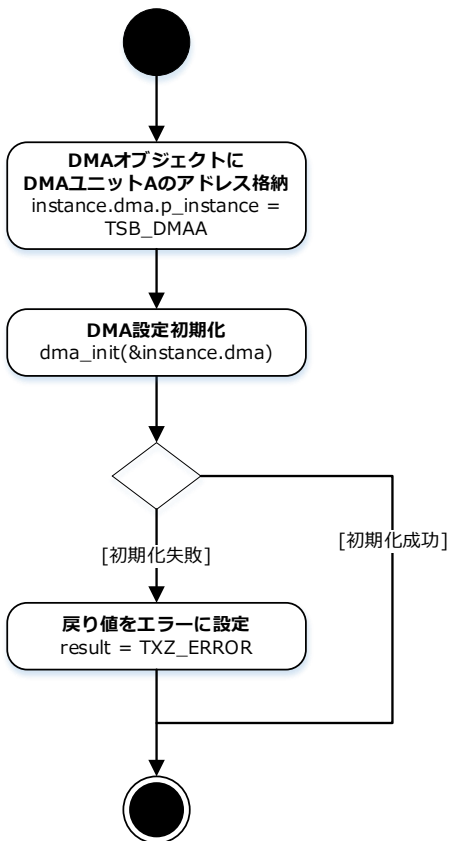 DMAオブジェクトに
DMAユニットAのアドレス格納
instance.dma.p_instance =
TSB_DMAA
DMA設定初期化
dma_init(&instance.dma)
[初期化成功]
[初期化失敗]
戻り値をエラーに設定
result = TXZ_ERROR